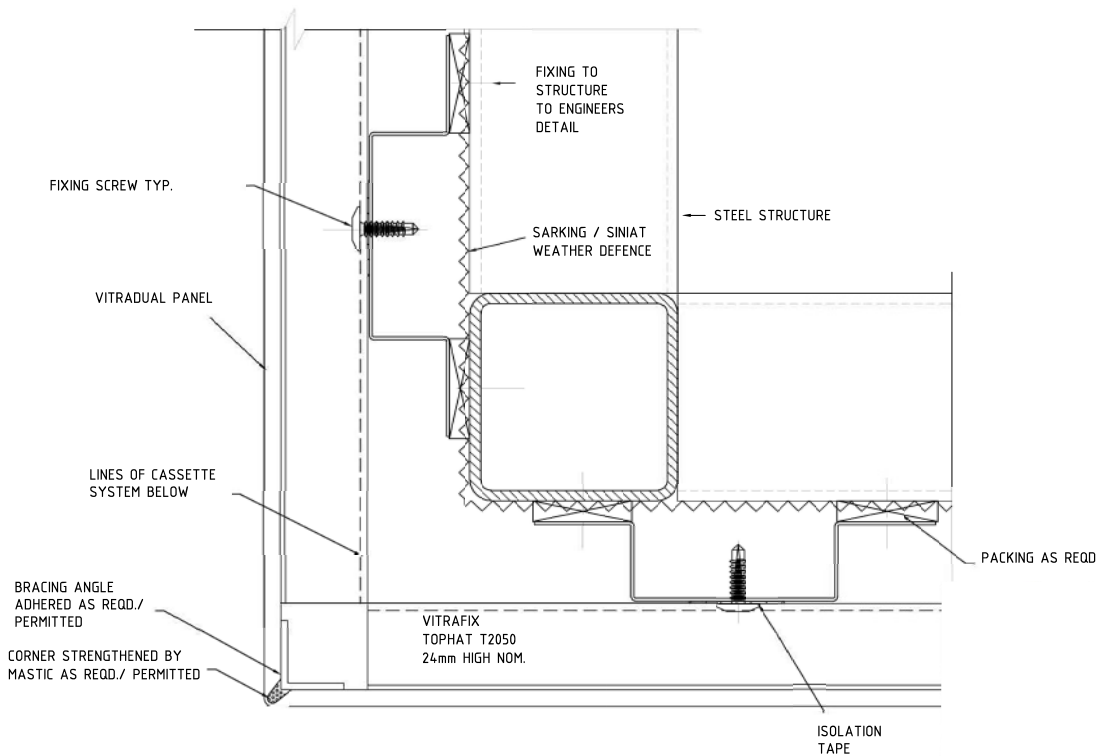 FIXING TO
STRUCTURE
TO ENGINEERS
DETAIL
FIXING SCREW TYP.
STEEL STRUCTURE
SARKING / SINIAT
WEATHER DEFENCE
VITRADUAL PANEL
LINES OF CASSETTE
SYSTEM BELOW
PACKING AS REQD
BRACING ANGLE
ADHERED AS REQD./
PERMITTED
VITRAFIX
TOPHAT T2050
24mm HIGH NOM.
CORNER STRENGTHENED BY
MASTIC AS REQD./ PERMITTED
ISOLATION
TAPE